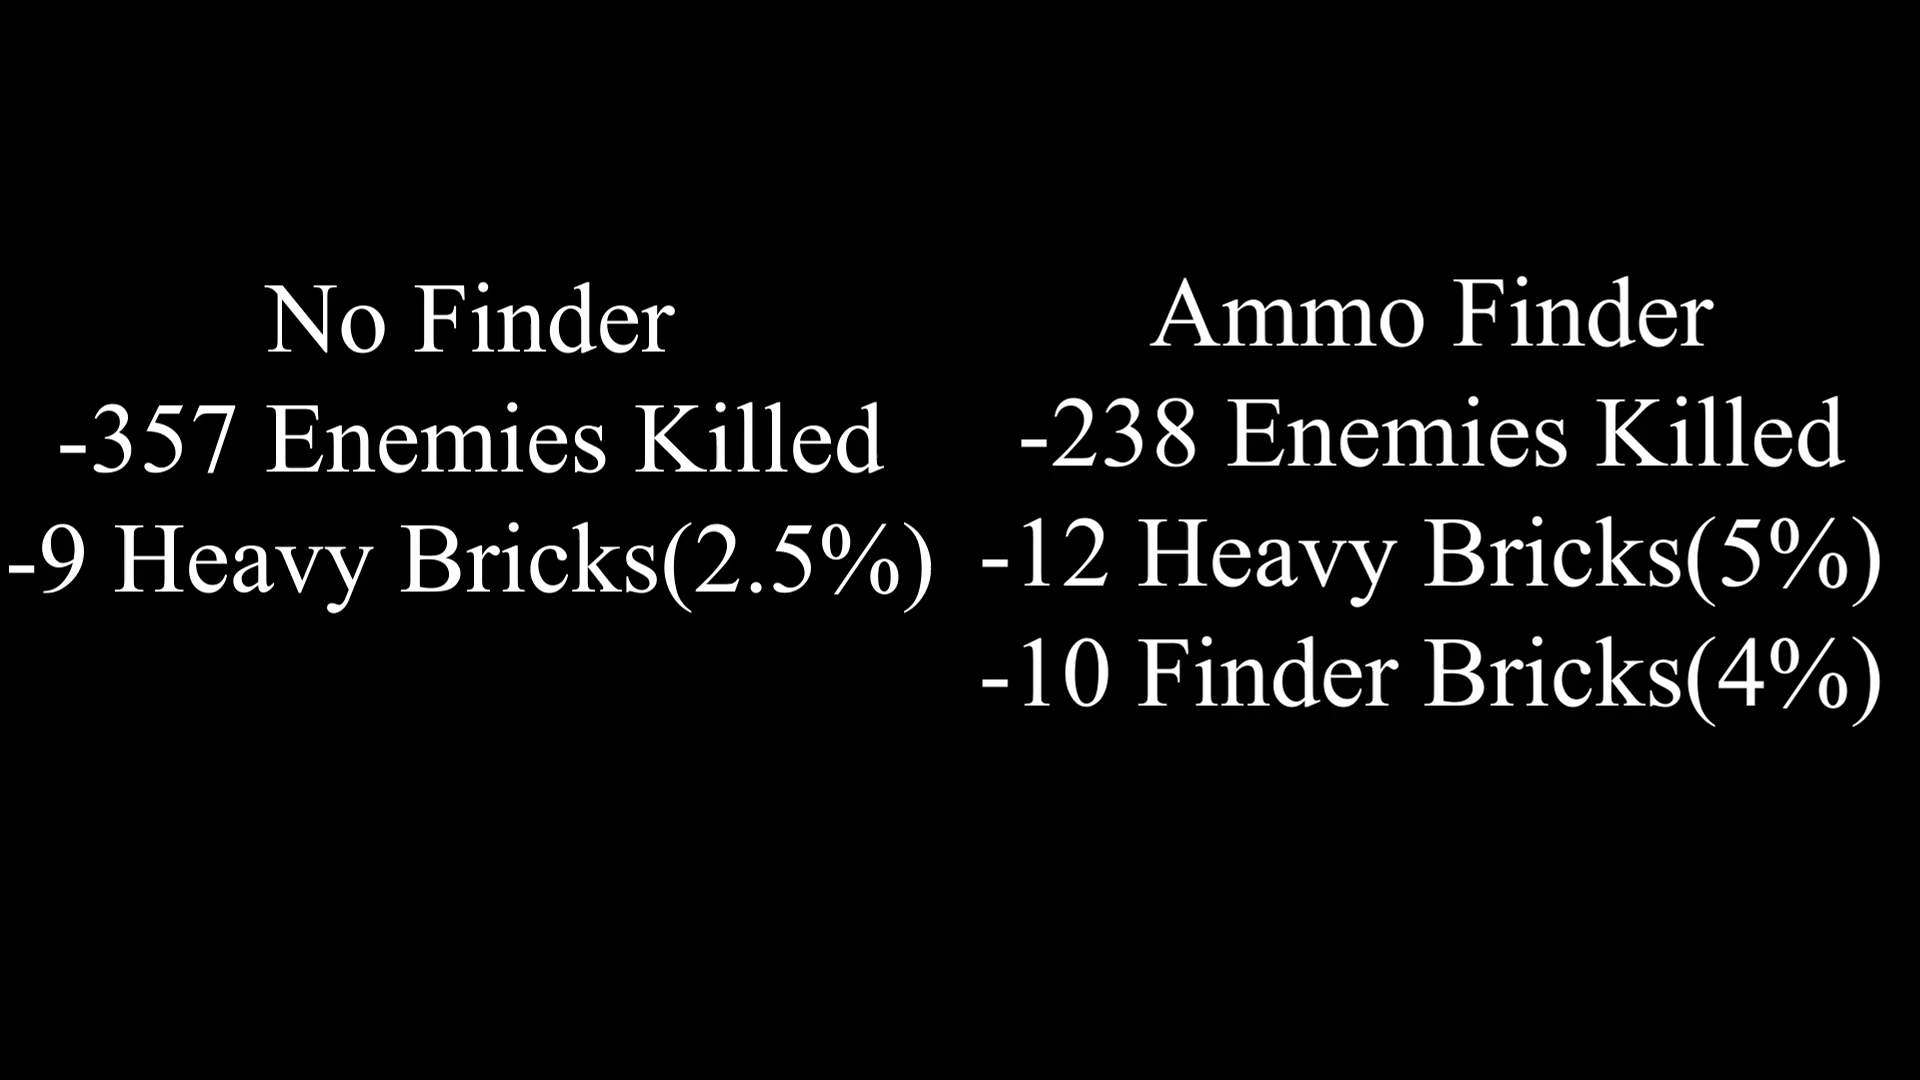 No Finder
-357 Enemies Killed
-9 Heavy Bricks(2.5%)
Ammo Finder
-238 Enemies Killed
-12 Heavy Bricks(5%)
-10 Finder Bricks(4%)